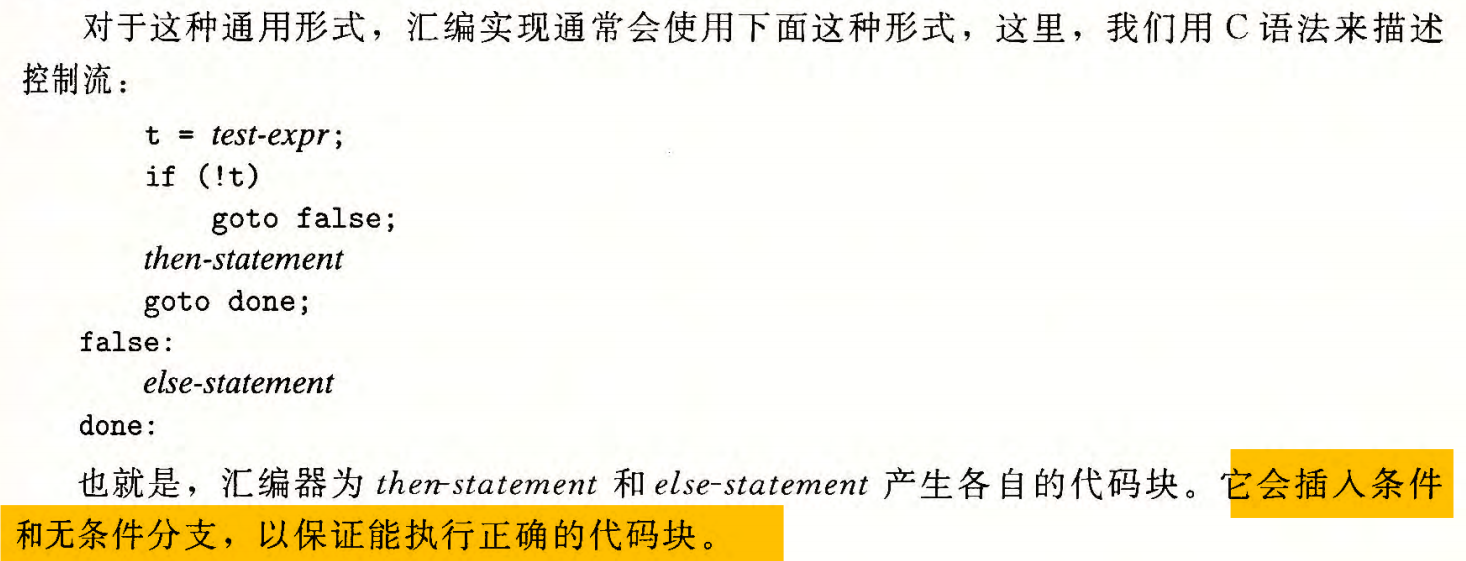 对于这种通用形式，汇编实现通常会使用下面这种形式，这里，我们用 C 语法来描述
控制流：
t = test-expr;
if (!t)
goto false;
then-statement
goto done;
false:
else-statement
done:
也就是，汇编器为 then-statement 和 else-statement 产生各自的代码块。它会插入条件
和无条件分支，以保证能执行正确的代码块。